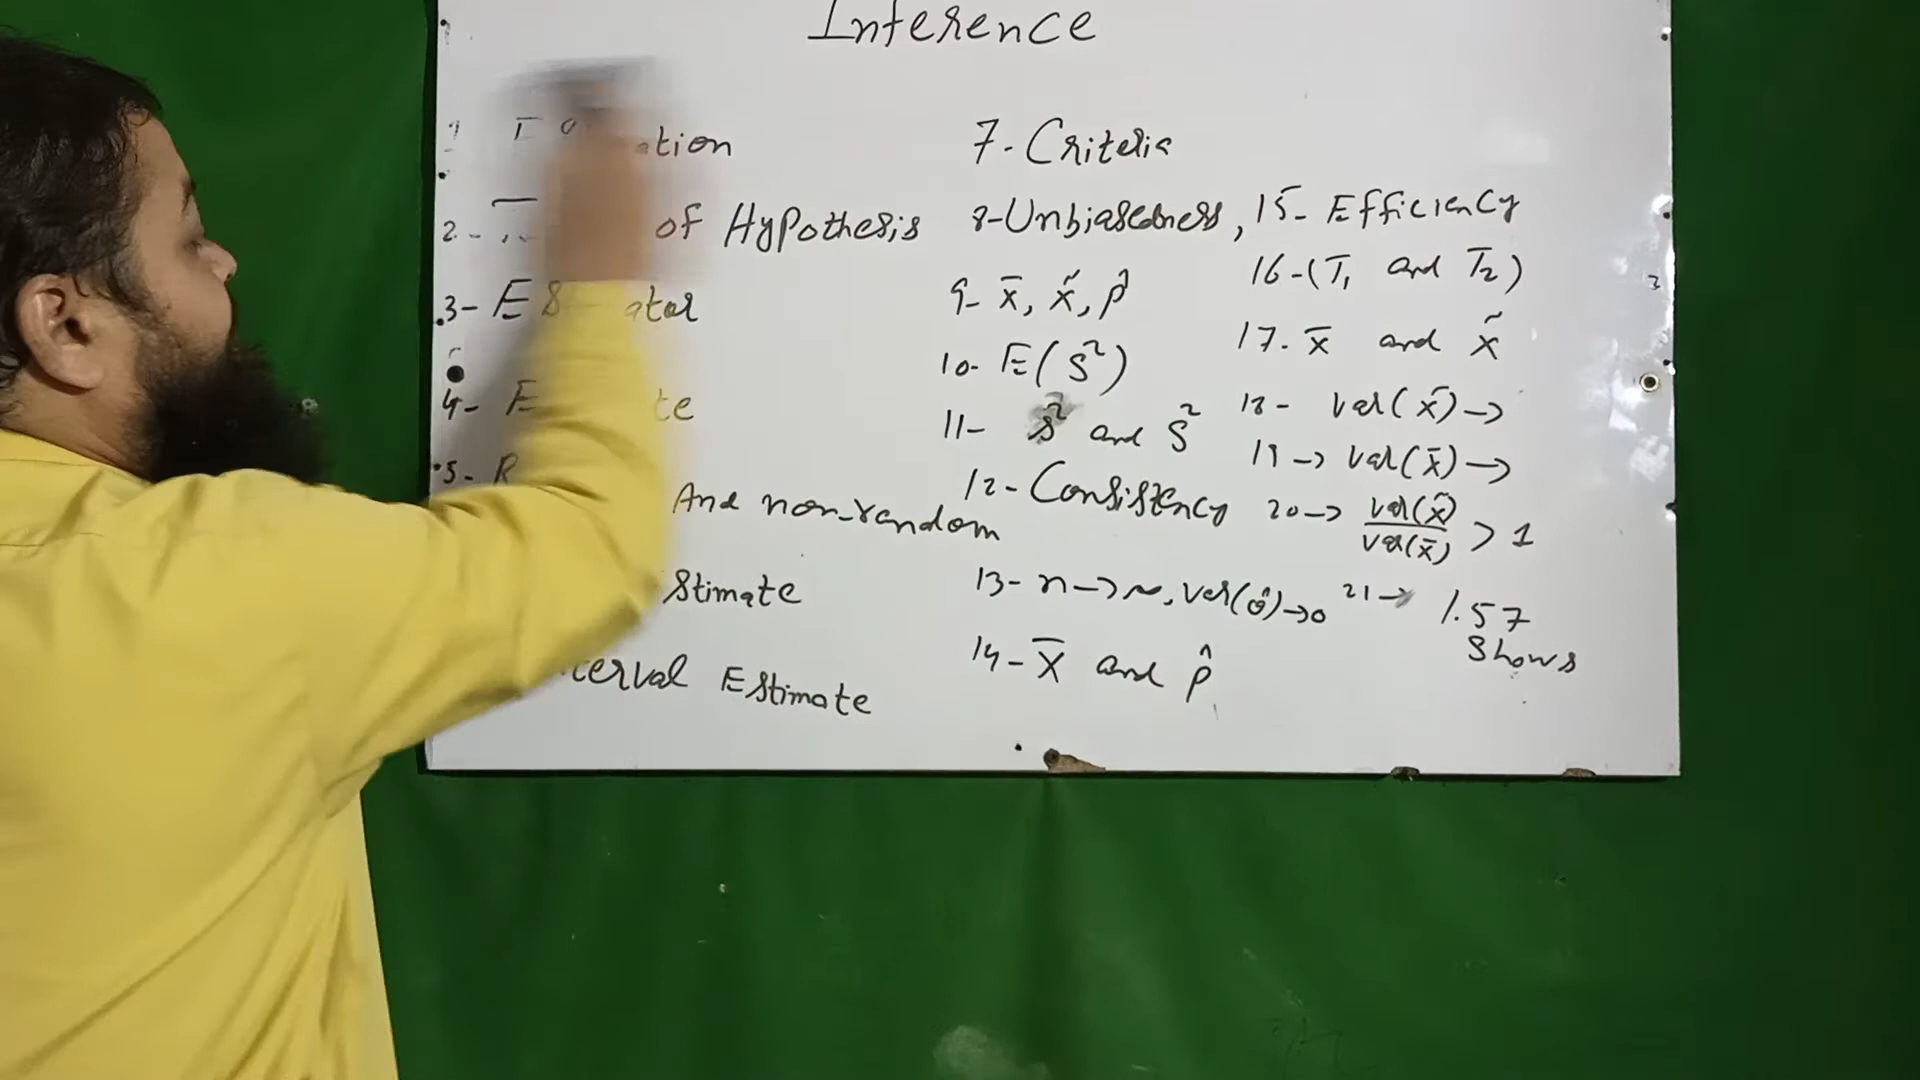 Inference
ation
2- of Hypothesis
3- Es ator
4- E te
5- R
And non-random
stimate
terval Estimate
7- Criteria
8- Unbiasedness, 15- Efficiency
9- x̄, x̃, p̂
10- E(S²)
11- s² and S²
12- Consistency
13- n→∞, var(θ̂)→0
14- X̄ and p̂
16-(T₁ and T₂)
17. x̄ and x̃
18- var(x̃)→
19→ var(x̄)→
20→ var(x̃)/var(x̄) > 1
21→ 1.57
shows